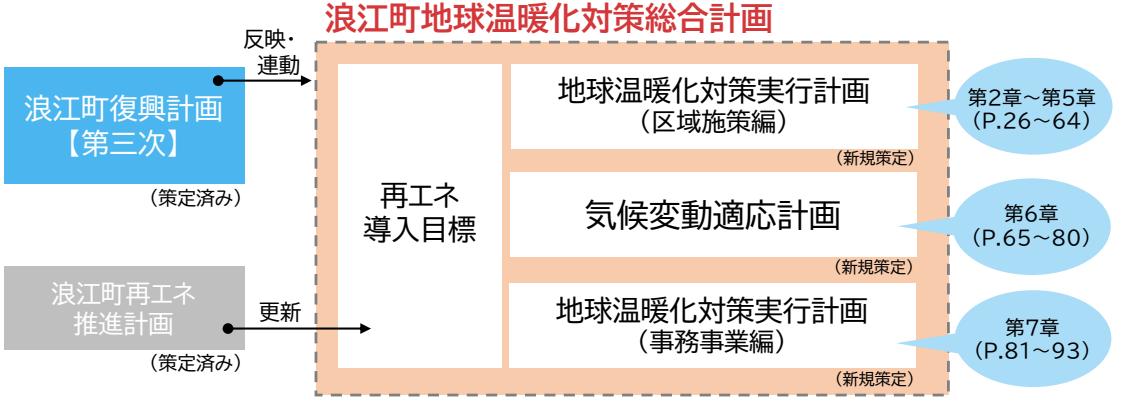 浪江町地球温暖化対策総合計画
反映・
連動
浪江町復興計画
【第三次】
(策定済み)
浪江町再エネ
推進計画
(策定済み)
更新
再エネ
導入目標
地球温暖化対策実行計画
(区域施策編)
(新規策定)
第2章~第5章
(P.26~64)
気候変動適応計画
(新規策定)
第6章
(P.65~80)
地球温暖化対策実行計画
(事務事業編)
(新規策定)
第7章
(P.81~93)